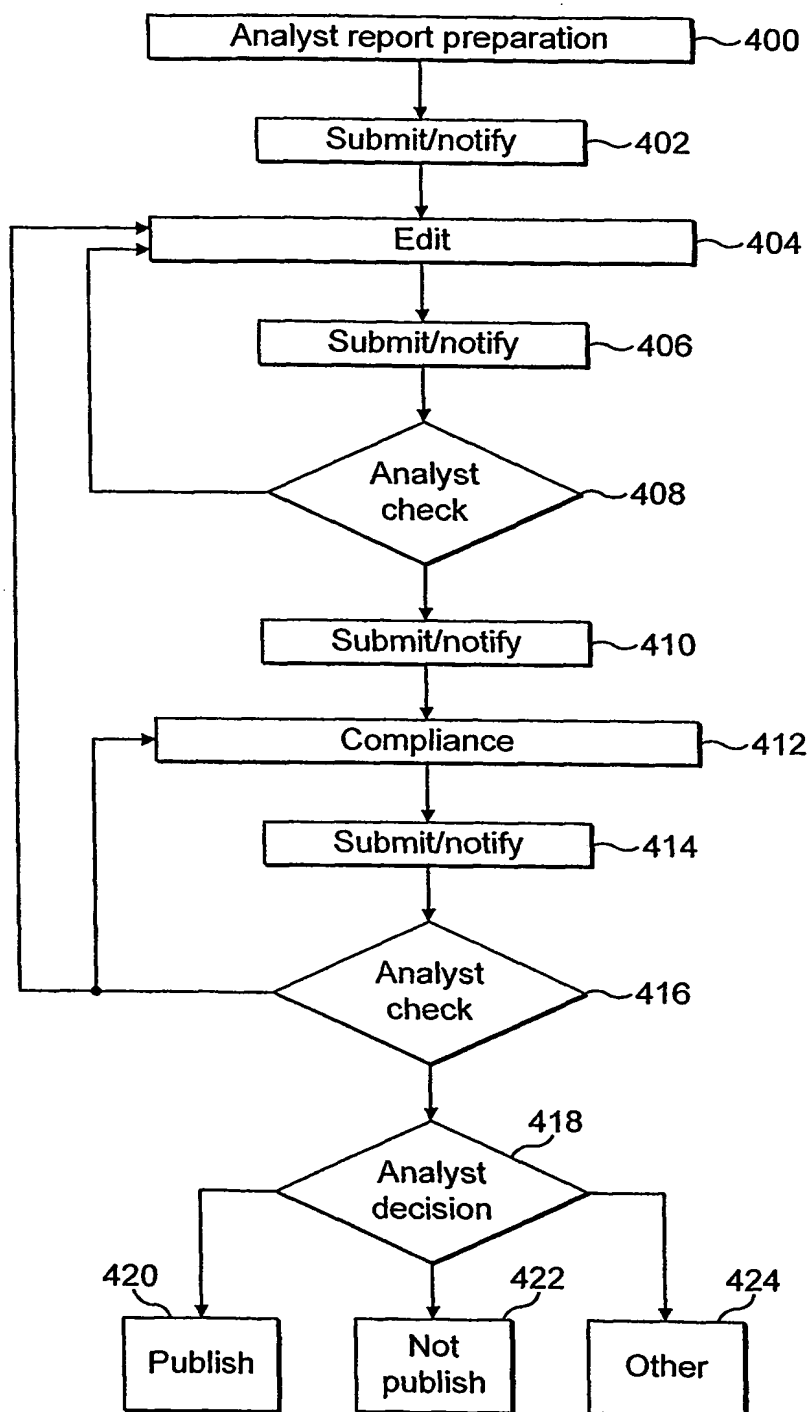 Analyst report preparation 400
Submit/notify 402
Edit 404
Submit/notify 406
Analyst
check 408
Submit/notify 410
Compliance 412
Submit/notify 414
Analyst
check 416
418
Analyst
decision
420 422 424
Publish
Not
publish
Other